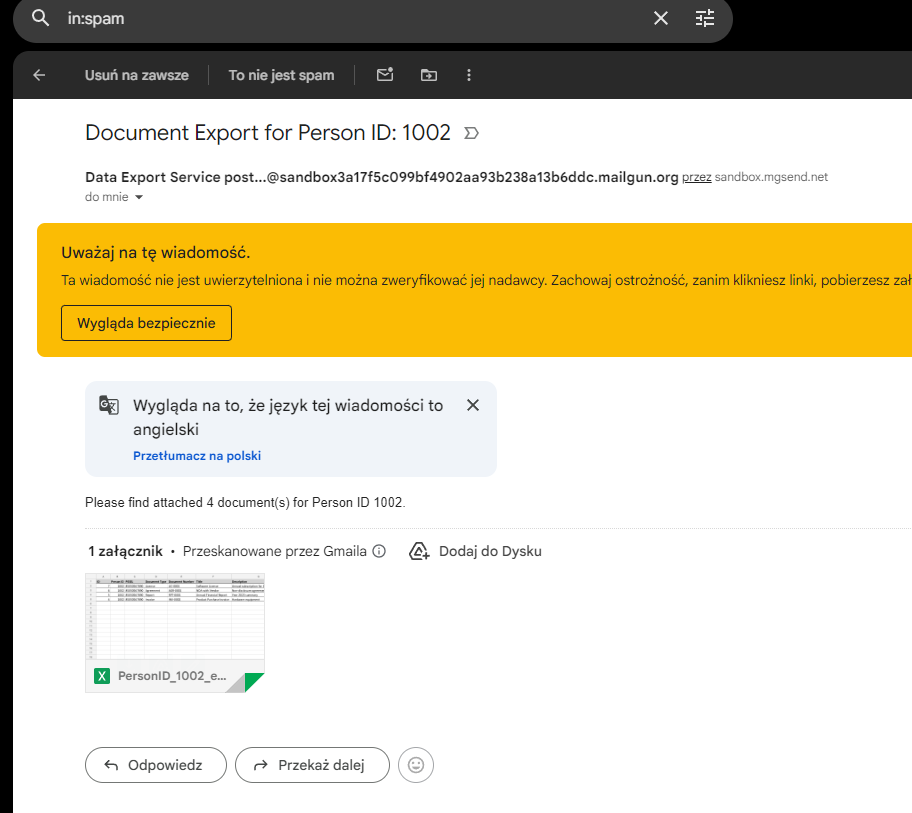 in:spam
Usuń na zawsze
To nie jest spam
Document Export for Person ID: 1002
Data Export Service post...@sandbox3a17f5c099bf4902aa93b238a13b6ddc.mailgun.org przez sandbox.mgsend.net
do mnie
Uważaj na tę wiadomość.
Ta wiadomość nie jest uwierzytelniona i nie można zweryfikować jej nadawcy. Zachowaj ostrożność, zanim klikniesz linki, pobierzesz zał
Wygląda bezpiecznie
Wygląda na to, że język tej wiadomości to
angielski
Przetłumacz na polski
Please find attached 4 document(s) for Person ID 1002.
1 załącznik • Przeskanowane przez Gmaila
Dodaj do Dysku
X PersonID_1002_e...
Odpowiedz
Przekaż dalej